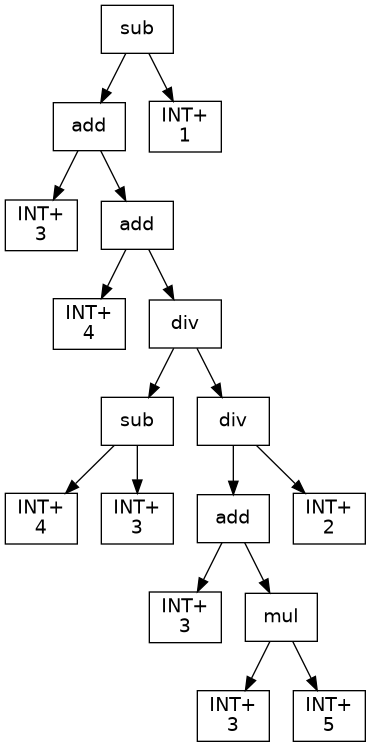 sub
add
INT+
1
INT+
3
add
INT+
4
div
sub
div
INT+
4
INT+
3
add
INT+
2
INT+
3
mul
INT+
3
INT+
5